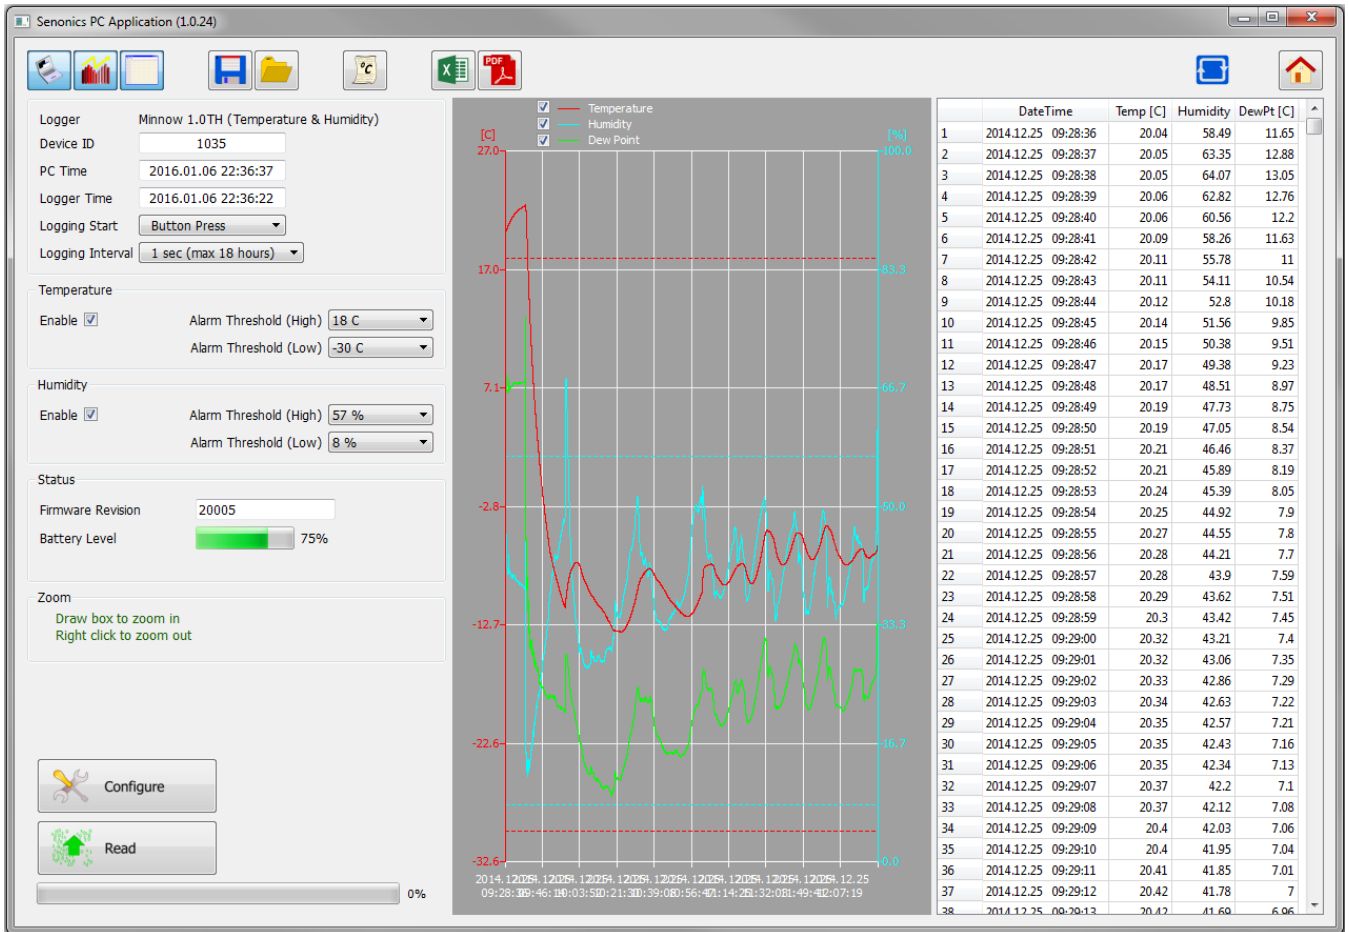 Senonics PC Application (1.0.24)
°C
X
PDF
Logger Minnow 1.0TH (Temperature & Humidity)
Device ID 1035
PC Time 2016.01.06 22:36:37
Logger Time 2016.01.06 22:36:22
Logging Start Button Press
Logging Interval 1 sec (max 18 hours)
Temperature
Enable Alarm Threshold (High) 18 C
Alarm Threshold (Low) -30 C
Humidity
Enable Alarm Threshold (High) 57 %
Alarm Threshold (Low) 8 %
Status
Firmware Revision 20005
Battery Level 75%
Zoom
Draw box to zoom in
Right click to zoom out
Configure
Read
0%
Temperature
Humidity
Dew Point
[C] [%]
27.0 100.0
17.0 83.3
7.1 66.7
-2.8 50.0
-12.7 33.3
-22.6 16.7
-32.6 0.0
DateTime Temp [C] Humidity DewPt [C]
1 2014.12.25 09:28:36 20.04 58.49 11.65
2 2014.12.25 09:28:37 20.05 63.35 12.88
3 2014.12.25 09:28:38 20.05 64.07 13.05
4 2014.12.25 09:28:39 20.06 62.82 12.76
5 2014.12.25 09:28:40 20.06 60.56 12.2
6 2014.12.25 09:28:41 20.09 58.26 11.63
7 2014.12.25 09:28:42 20.11 55.78 11
8 2014.12.25 09:28:43 20.11 54.11 10.54
9 2014.12.25 09:28:44 20.12 52.8 10.18
10 2014.12.25 09:28:45 20.14 51.56 9.85
11 2014.12.25 09:28:46 20.15 50.38 9.51
12 2014.12.25 09:28:47 20.17 49.38 9.23
13 2014.12.25 09:28:48 20.17 48.51 8.97
14 2014.12.25 09:28:49 20.19 47.73 8.75
15 2014.12.25 09:28:50 20.19 47.05 8.54
16 2014.12.25 09:28:51 20.21 46.46 8.37
17 2014.12.25 09:28:52 20.21 45.89 8.19
18 2014.12.25 09:28:53 20.24 45.39 8.05
19 2014.12.25 09:28:54 20.25 44.92 7.9
20 2014.12.25 09:28:55 20.27 44.55 7.8
21 2014.12.25 09:28:56 20.28 44.21 7.7
22 2014.12.25 09:28:57 20.28 43.9 7.59
23 2014.12.25 09:28:58 20.29 43.62 7.51
24 2014.12.25 09:28:59 20.3 43.42 7.45
25 2014.12.25 09:29:00 20.32 43.21 7.4
26 2014.12.25 09:29:01 20.32 43.06 7.35
27 2014.12.25 09:29:02 20.33 42.86 7.29
28 2014.12.25 09:29:03 20.34 42.63 7.22
29 2014.12.25 09:29:04 20.35 42.57 7.21
30 2014.12.25 09:29:05 20.35 42.43 7.16
31 2014.12.25 09:29:06 20.35 42.34 7.13
32 2014.12.25 09:29:07 20.37 42.2 7.1
33 2014.12.25 09:29:08 20.37 42.12 7.08
34 2014.12.25 09:29:09 20.4 42.03 7.06
35 2014.12.25 09:29:10 20.4 41.95 7.04
36 2014.12.25 09:29:11 20.41 41.85 7.01
37 2014.12.25 09:29:12 20.42 41.78 7
38 2014.12.25 09:29:13 20.42 41.69 6.96